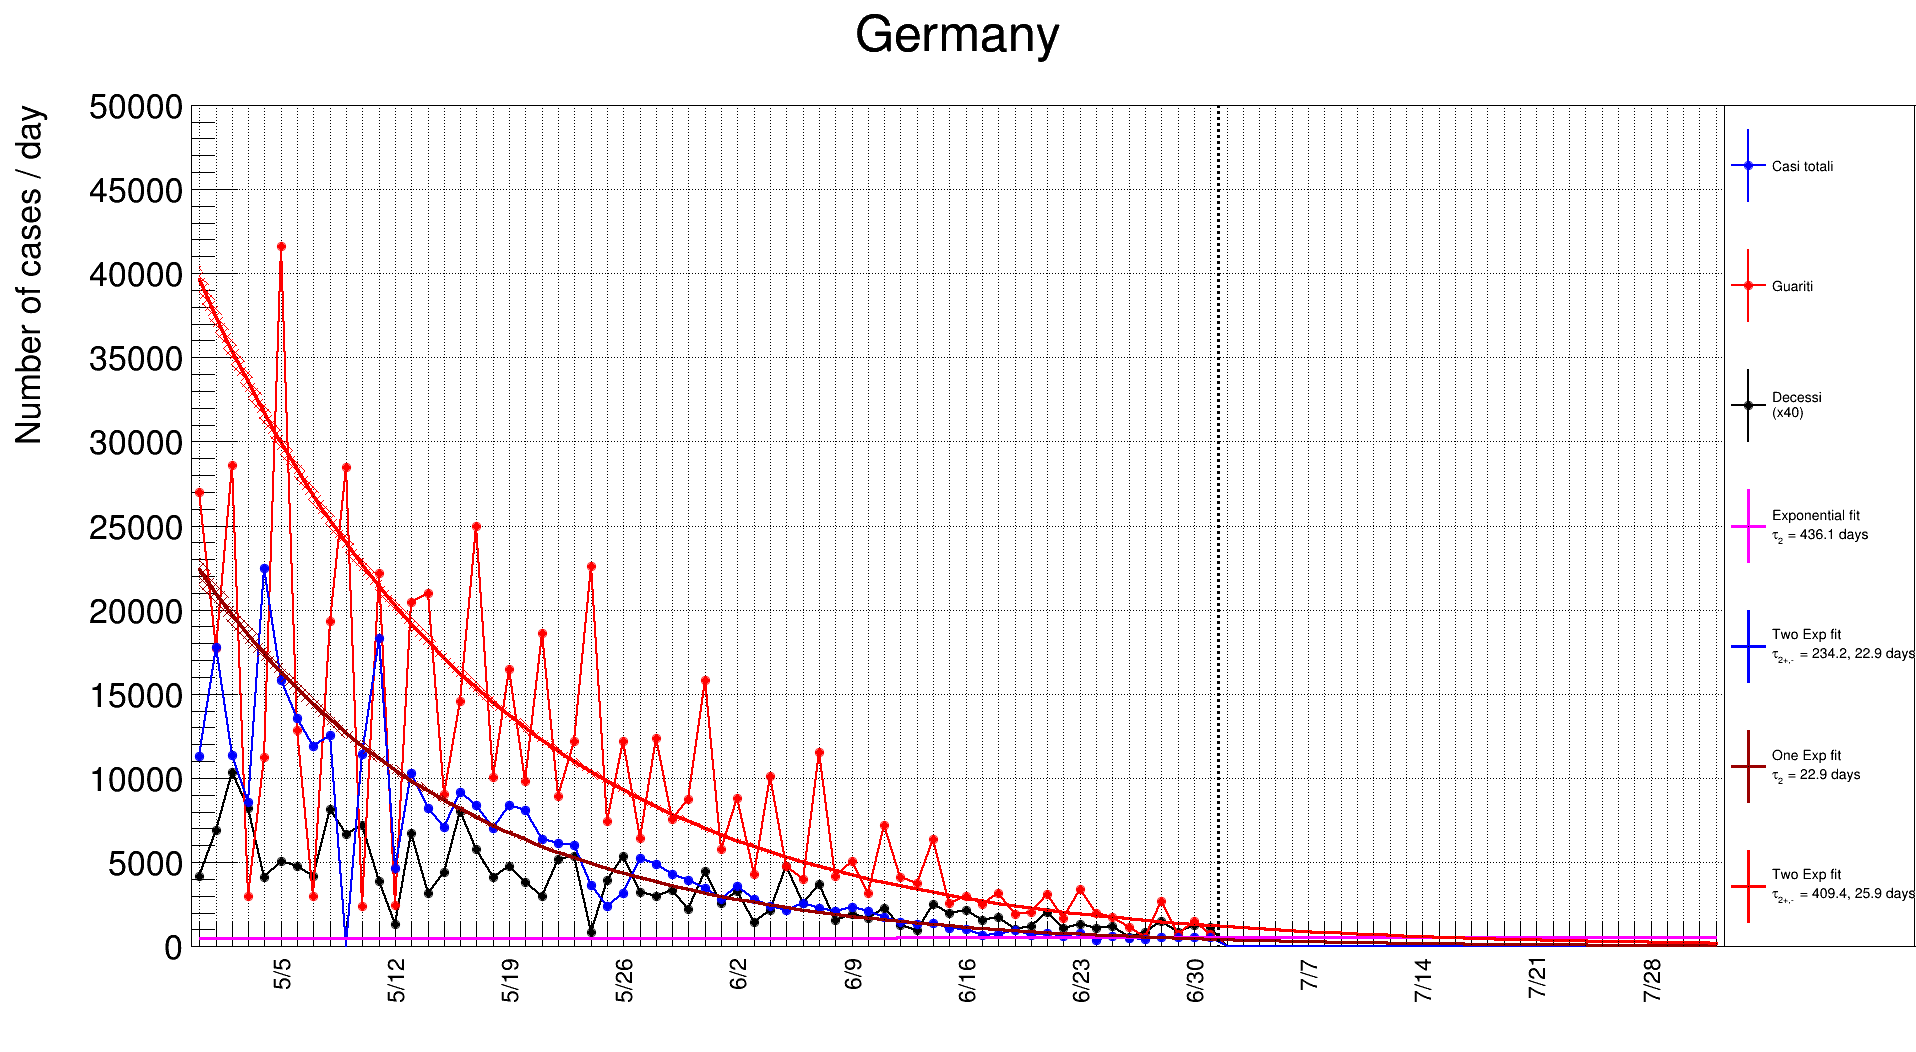 Germany
Number of cases / day
50000
45000
40000
35000
30000
25000
20000
15000
10000
5000
0
5/5
5/12
5/19
5/26
6/2
6/9
6/16
6/23
6/30
7/7
7/14
7/21
7/28
Casi totali
Guariti
Decessi
(x40)
Exponential fit
τ2 = 436.1 days
Two Exp fit
τ2+,- = 234.2, 22.9 days
One Exp fit
τ2 = 22.9 days
Two Exp fit
τ2+,- = 409.4, 25.9 days